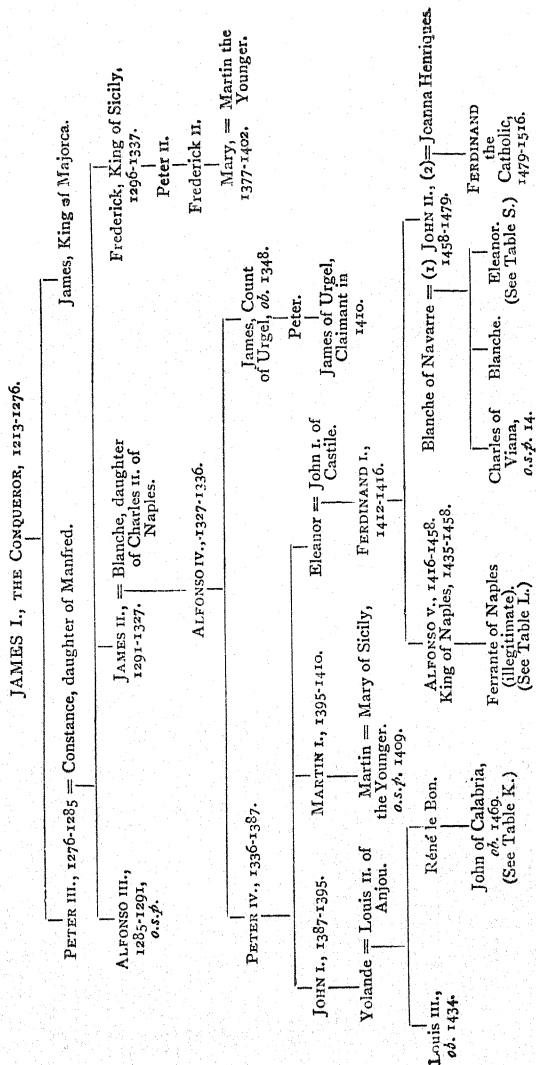 JAMES I., THE CONQUEROR, 1213-1276.
PETER III., 1276-1285 = Constance, daughter of Manfred.
James, King of Majorca.
ALFONSO III.,
1285-1291,
o.s.p.
JAMES II., = Blanche, daughter
1291-1327. of Charles II. of
Naples.
Frederick, King of Sicily,
1296-1337.
Peter II.
Frederick II.
Mary, = Martin the
1377-1402. Younger.
ALFONSO IV., 1327-1336.
PETER IV., 1336-1387.
James, Count
of Urgel, ob. 1348.
Peter.
James of Urgel,
Claimant in
1410.
JOHN I., 1387-1395.
MARTIN I., 1395-1410.
Eleanor = John I. of
Castile.
Yolande = Louis II. of
Anjou.
Martin = Mary of Sicily,
the Younger.
o.s.p. 1409.
FERDINAND I.,
1412-1416.
Louis III.,
ob. 1434.
Réné le Bon.
John of Calabria,
ob. 1469.
(See Table K.)
ALFONSO V., 1416-1458.
King of Naples, 1435-1458.
Ferrante of Naples
(illegitimate).
(See Table L.)
Blanche of Navarre = (1) JOHN II., (2) = Joanna Henriques.
1458-1479.
Charles of
Viana,
o.s.p. 14.
Blanche.
Eleanor.
(See Table S.)
FERDINAND
the
Catholic,
1479-1516.